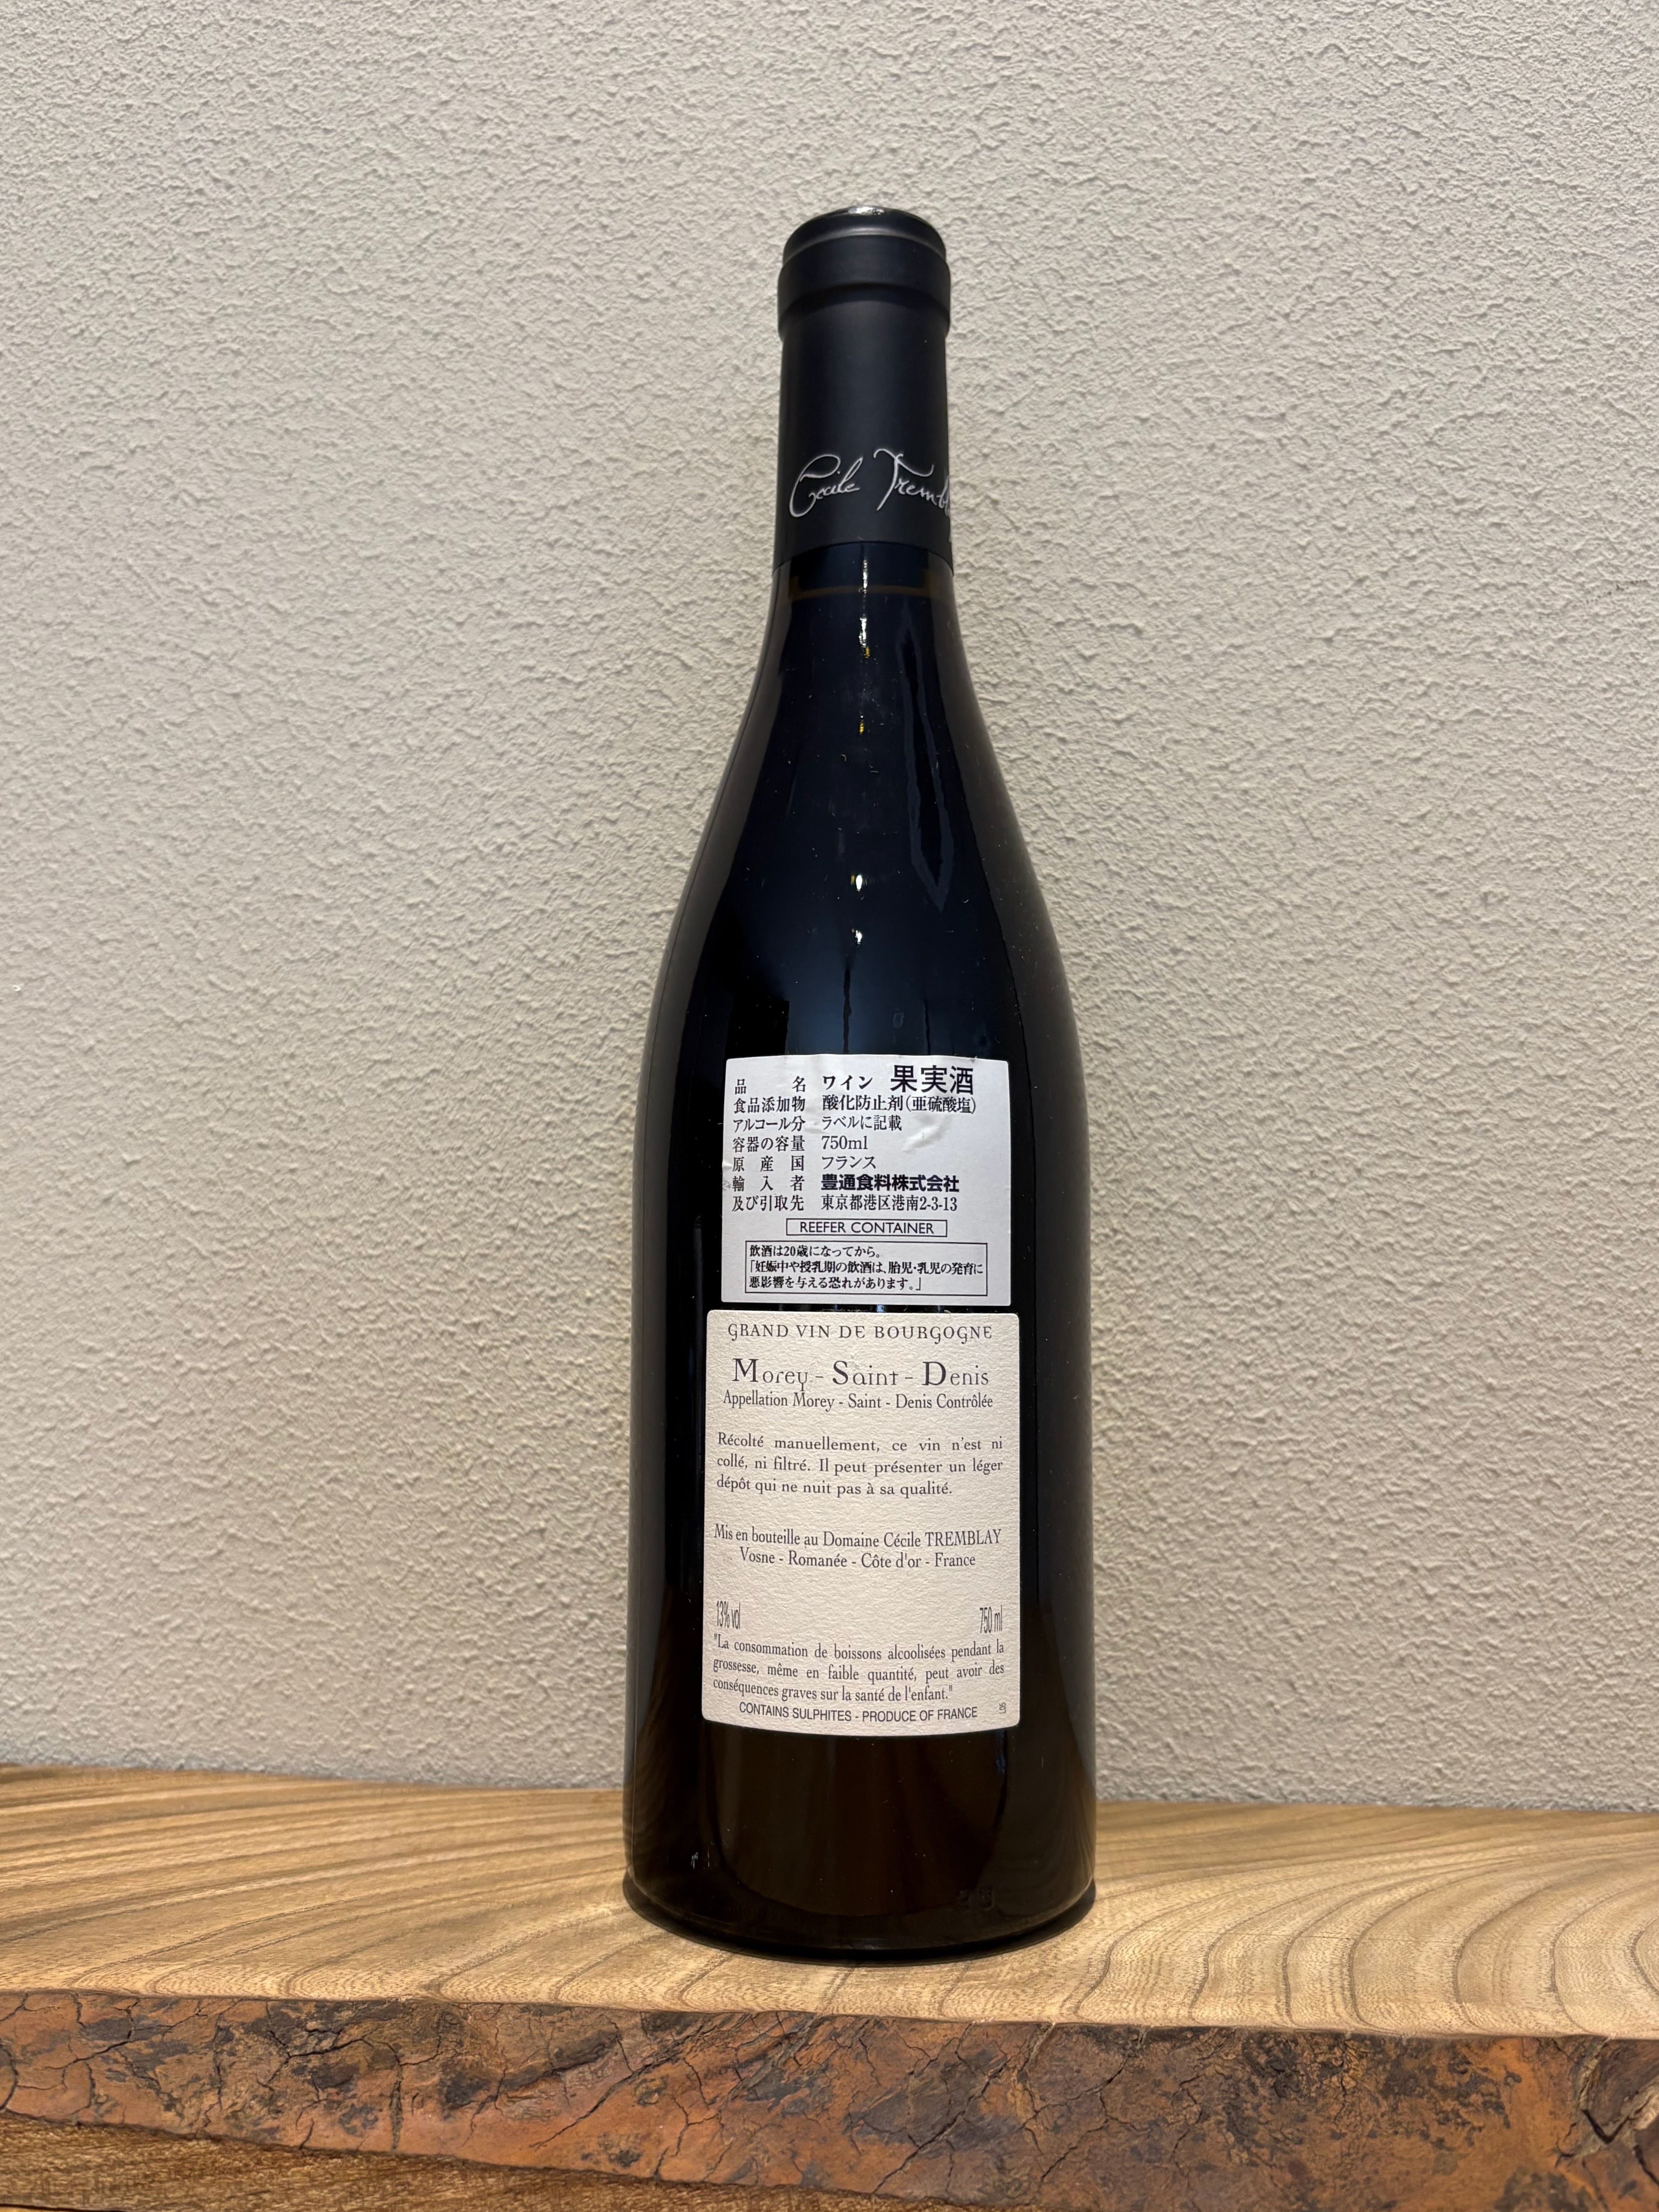 Cécile Trembl
品 名 ワイン 果実酒
食品添加物 酸化防止剤(亜硫酸塩)
アルコール分 ラベルに記載
容器の容量 750ml
原産国 フランス
輸入者 豊通食料株式会社
及び引取先 東京都港区港南2-3-13
REEFER CONTAINER
飲酒は20歳になってから。
「妊娠中や授乳期の飲酒は、胎児・乳児の発育に
悪影響を与える恐れがあります。」
GRAND VIN DE BOURGOGNE
Morey - Saint - Denis
Appellation Morey - Saint - Denis Contrôlée
Récolté manuellement, ce vin n'est ni
collé, ni filtré. Il peut présenter un léger
dépôt qui ne nuit pas à sa qualité.
Mis en bouteille au Domaine Cécile TREMBLAY
Vosne - Romanée - Côte d'or - France
13% vol 750 ml
"La consommation de boissons alcoolisées pendant la
grossesse, même en faible quantité, peut avoir des
conséquences graves sur la santé de l'enfant."
CONTAINS SULPHITES - PRODUCE OF FRANCE